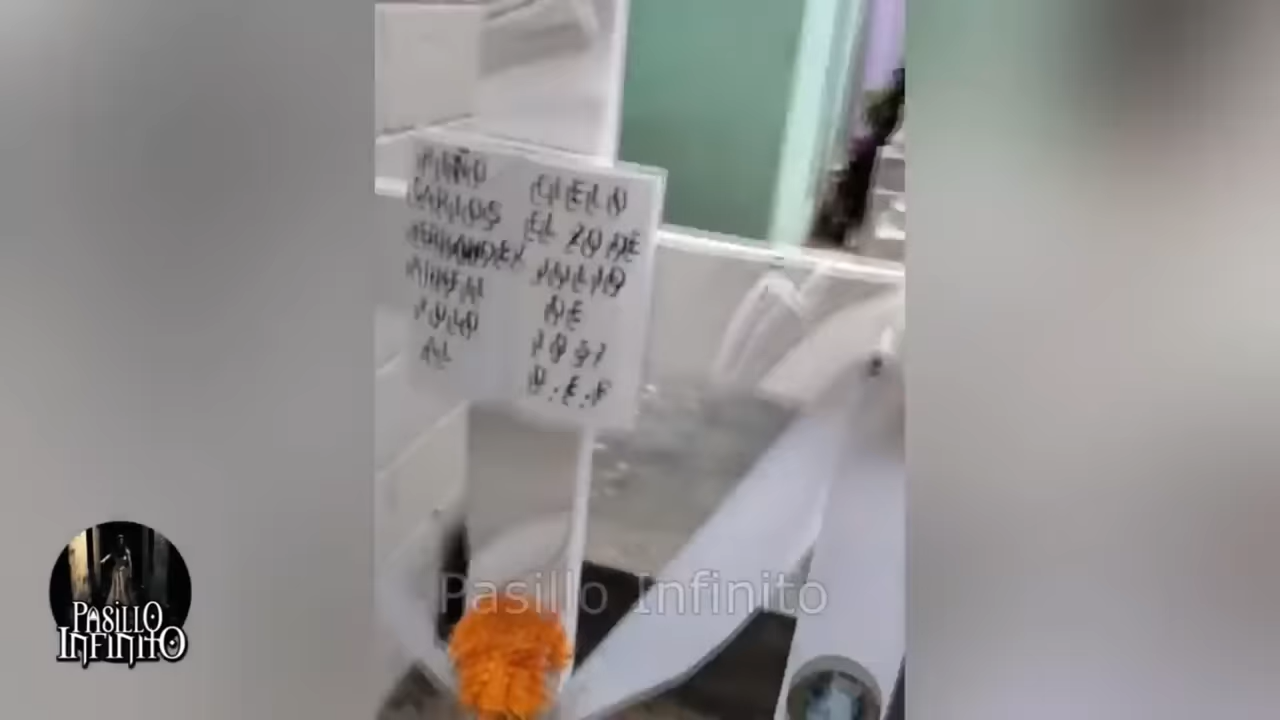 NIÑO
CARLOS
HERNANDEZ
VOLO
AL
CIELO
EL 20 DE
JULIO
DE
D.E.P
Pasillo Infinito
PASILLO
INFINITO